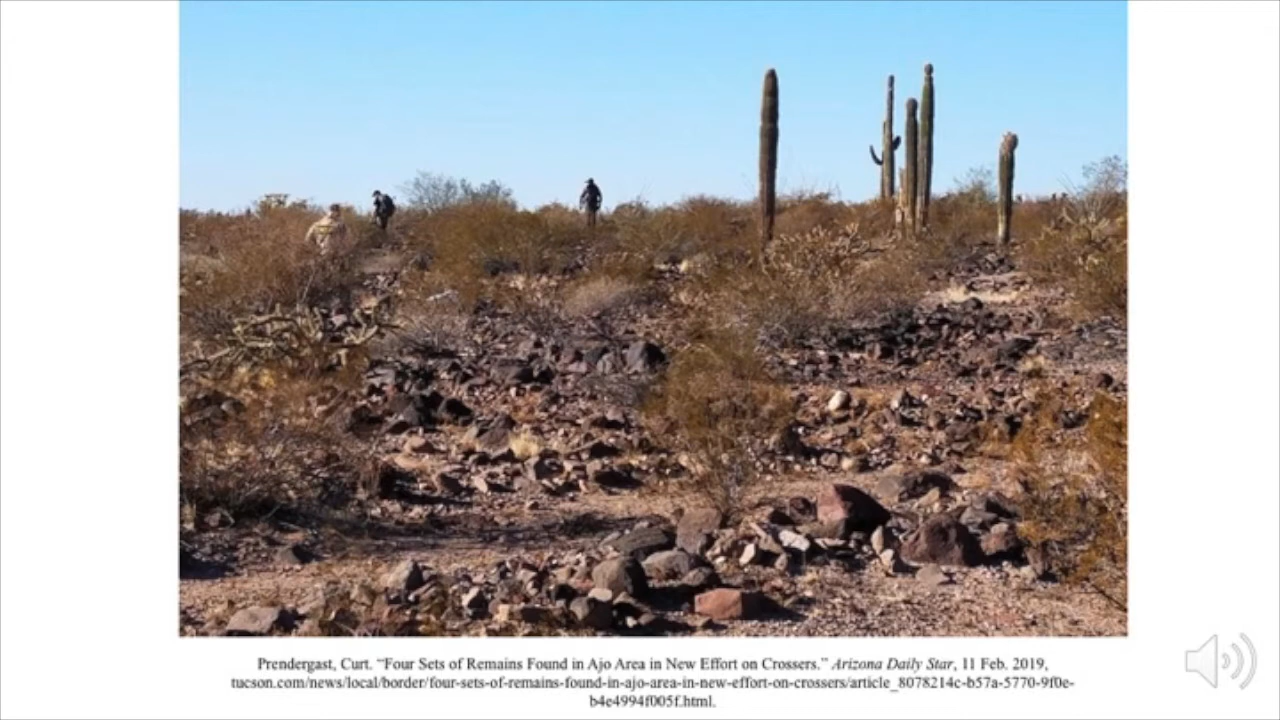 Prendergast, Curt. “Four Sets of Remains Found in Ajo Area in New Effort on Crossers.” Arizona Daily Star, 11 Feb. 2019,
tucson.com/news/local/border/four-sets-of-remains-found-in-ajo-area-in-new-effort-on-crossers/article_8078214c-b57a-5770-9f0e-
b4e4994f005f.html.